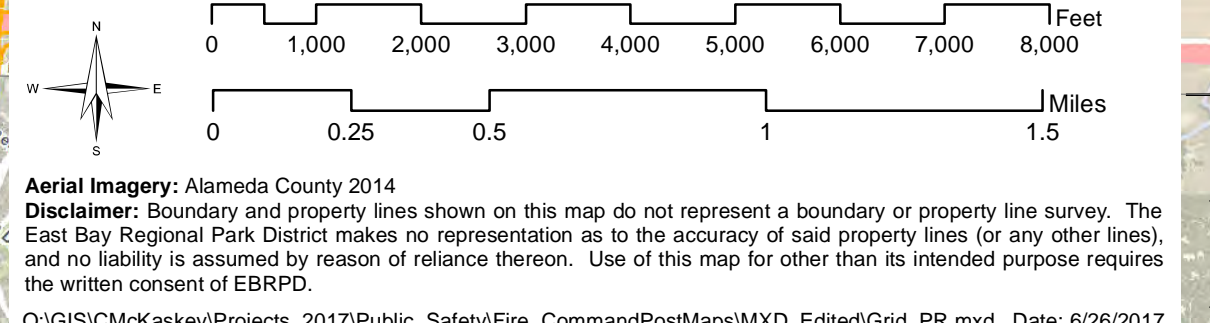 Feet
0 1,000 2,000 3,000 4,000 5,000 6,000 7,000 8,000
N
W E
S
Miles
0 0.25 0.5 1 1.5
Aerial Imagery: Alameda County 2014
Disclaimer: Boundary and property lines shown on this map do not represent a boundary or property line survey. The
East Bay Regional Park District makes no representation as to the accuracy of said property lines (or any other lines),
and no liability is assumed by reason of reliance thereon. Use of this map for other than its intended purpose requires
the written consent of EBRPD.
Q:\GIS\CMcKaskey\Projects_2017\Public_Safety\Fire_CommandPostMaps\MXD_Edited\Grid_PR.mxd Date: 6/26/2017